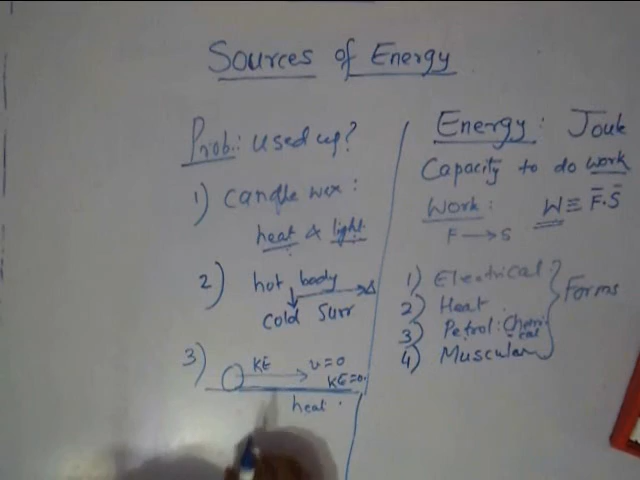 Sources of Energy
Prob.: used up?
1) Candle wax:
heat & light
2) hot body
cold surr
3) KE v=0
KE=0.
heat.
Energy: Joule
Capacity to do work
Work: W ≡ F̅.S̅
F → S
1) Electrical
2) Heat
3) Petrol: Chemical
4) Muscular
Forms